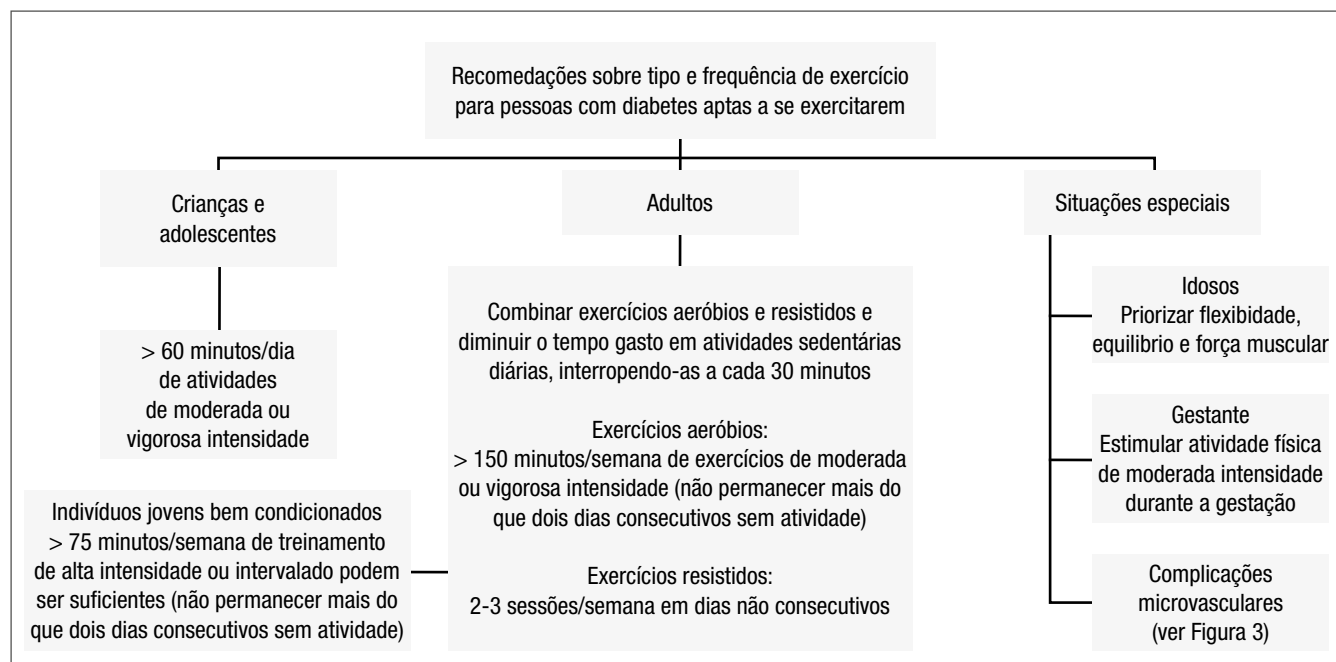 Recomedações sobre tipo e frequência de exercício
para pessoas com diabetes aptas a se exercitarem
Crianças e
adolescentes
> 60 minutos/dia
de atividades
de moderada ou
vigorosa intensidade
Adultos
Combinar exercícios aeróbios e resistidos e
diminuir o tempo gasto em atividades sedentárias
diárias, interropendo-as a cada 30 minutos
Exercícios aeróbios:
> 150 minutos/semana de exercícios de moderada
ou vigorosa intensidade (não permanecer mais do
que dois dias consecutivos sem atividade)
Exercícios resistidos:
2-3 sessões/semana em dias não consecutivos
Indivíduos jovens bem condicionados
> 75 minutos/semana de treinamento
de alta intensidade ou intervalado podem
ser suficientes (não permanecer mais do
que dois dias consecutivos sem atividade)
Situações especiais
Idosos
Priorizar flexibidade,
equilibrio e força muscular
Gestante
Estimular atividade física
de moderada intensidade
durante a gestação
Complicações
microvasculares
(ver Figura 3)